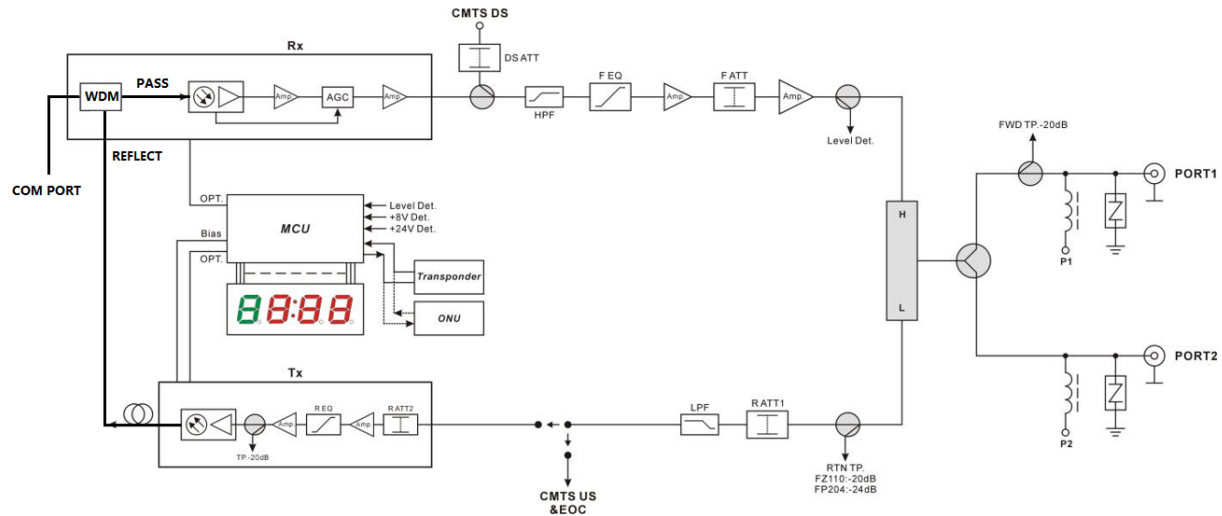 CMTS DS
DS ATT
Rx
WDM
PASS
Amp.
AGC
Amp.
HPF
F EQ
Amp.
F ATT
Amp.
Level Det.
FWD TP.-20dB
PORT1
REFLECT
COM PORT
OPT.
Bias
OPT.
MCU
Level Det.
+8V Det.
+24V Det.
Transponder
ONU
8 8:8 8
H
L
P1
PORT2
P2
Tx
TP.-20dB
Amp.
R EQ
Amp.
R ATT2
LPF
R ATT1
RTN TP.
FZ110:-20dB
FP204:-24dB
CMTS US
&EOC